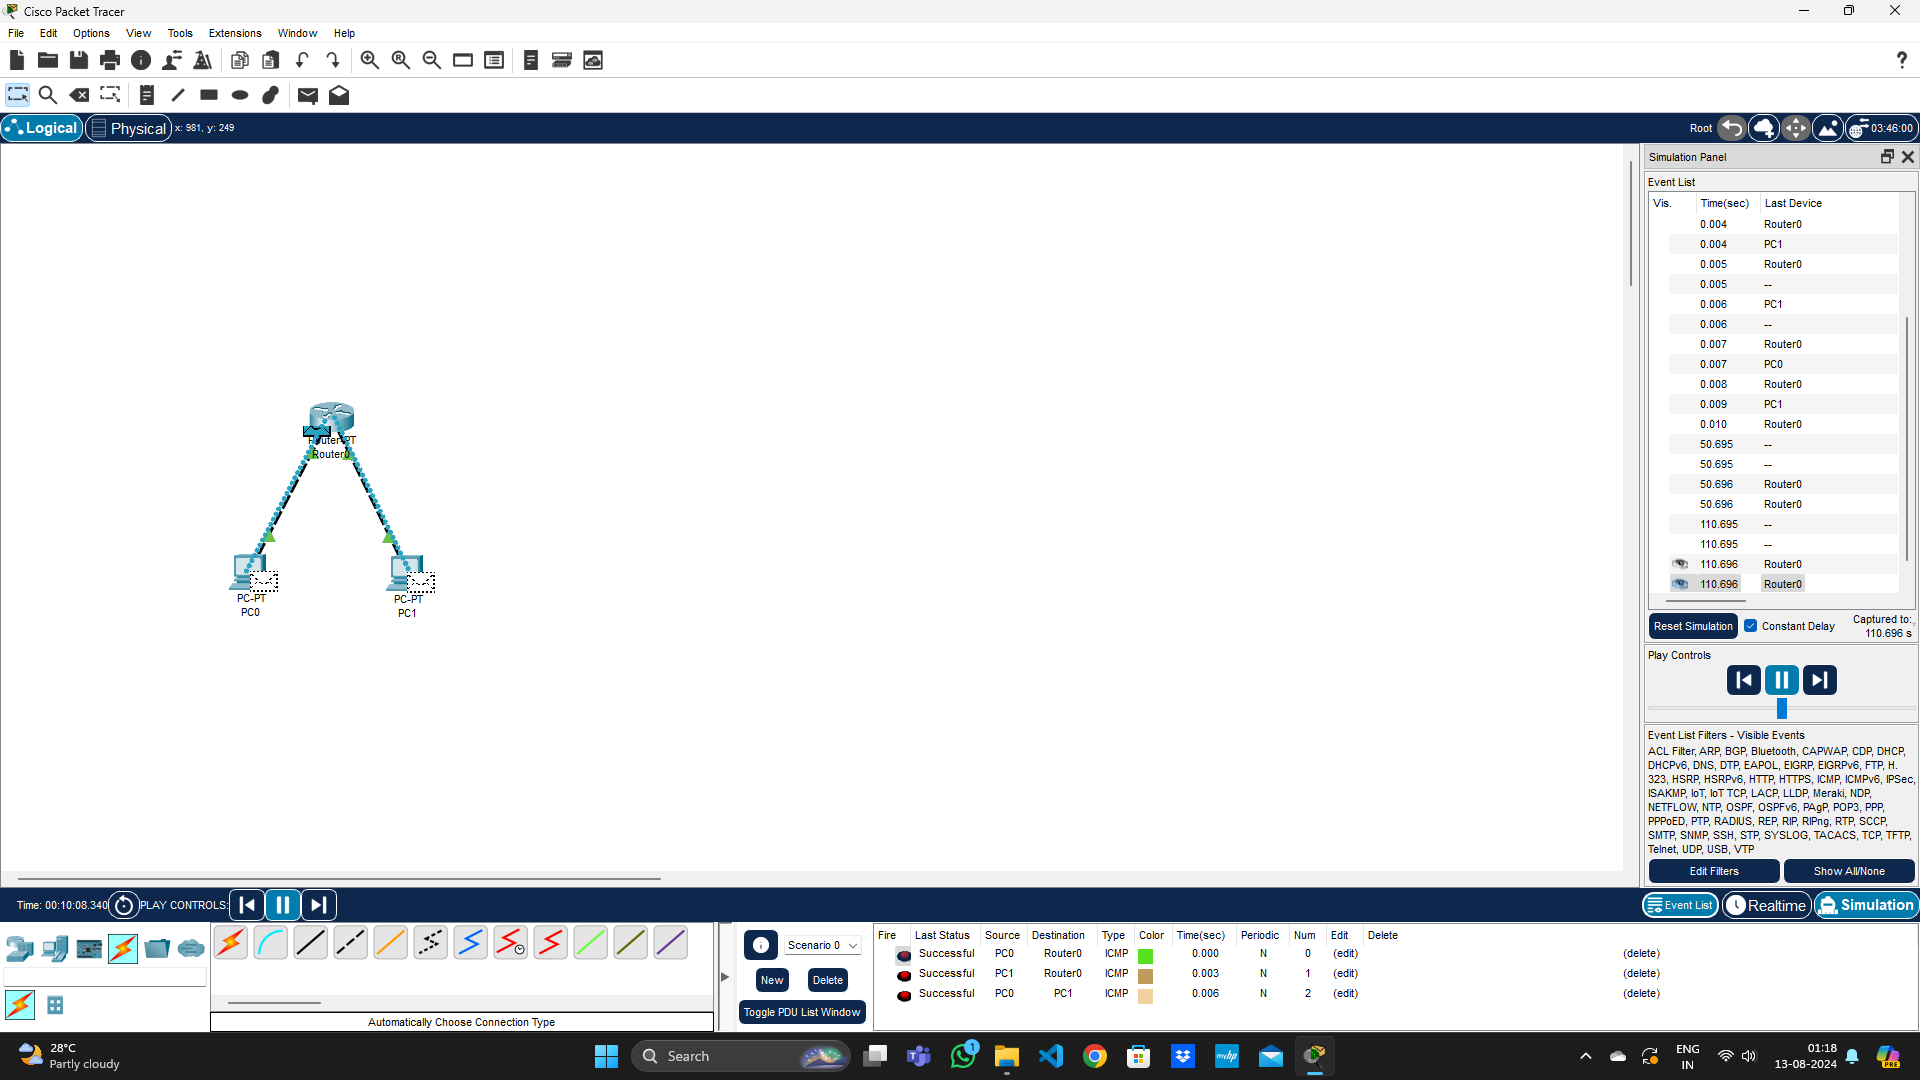 Cisco Packet Tracer
File Edit Options View Tools Extensions Window Help
Logical Physical x: 981, y: 249 Root 03:46:00
Simulation Panel
Event List
Vis. Time(sec) Last Device
0.004 Router0
0.004 PC1
0.005 Router0
0.005 --
0.006 PC1
0.006 --
0.007 Router0
0.007 PC0
0.008 Router0
0.009 PC1
0.010 Router0
50.695 --
50.695 --
50.696 Router0
50.696 Router0
110.695 --
110.695 --
110.696 Router0
110.696 Router0
Reset Simulation Constant Delay Captured to:
110.696 s
Play Controls
Event List Filters - Visible Events
ACL Filter, ARP, BGP, Bluetooth, CAPWAP, CDP, DHCP,
DHCPv6, DNS, DTP, EAPOL, EIGRP, EIGRPv6, FTP, H.
323, HSRP, HSRPv6, HTTP, HTTPS, ICMP, ICMPv6, IPSec,
ISAKMP, IoT, IoT TCP, LACP, LLDP, Meraki, NDP,
NETFLOW, NTP, OSPF, OSPFv6, PAgP, POP3, PPP,
PPPoED, PTP, RADIUS, REP, RIP, RIPng, RTP, SCCP,
SMTP, SNMP, SSH, STP, SYSLOG, TACACS, TCP, TFTP,
Telnet, UDP, USB, VTP
Edit Filters Show All/None
Router-PT
Router0
PC-PT
PC0
PC-PT
PC1
Time: 00:10:08.340 PLAY CONTROLS: Event List Realtime Simulation
Automatically Choose Connection Type
Scenario 0
New Delete
Toggle PDU List Window
Fire Last Status Source Destination Type Color Time(sec) Periodic Num Edit Delete
Successful PC0 Router0 ICMP 0.000 N 0 (edit) (delete)
Successful PC1 Router0 ICMP 0.003 N 1 (edit) (delete)
Successful PC0 PC1 ICMP 0.006 N 2 (edit) (delete)
28°C
Partly cloudy
Search
1
myhp
ENG
IN
01:18
13-08-2024
PRE